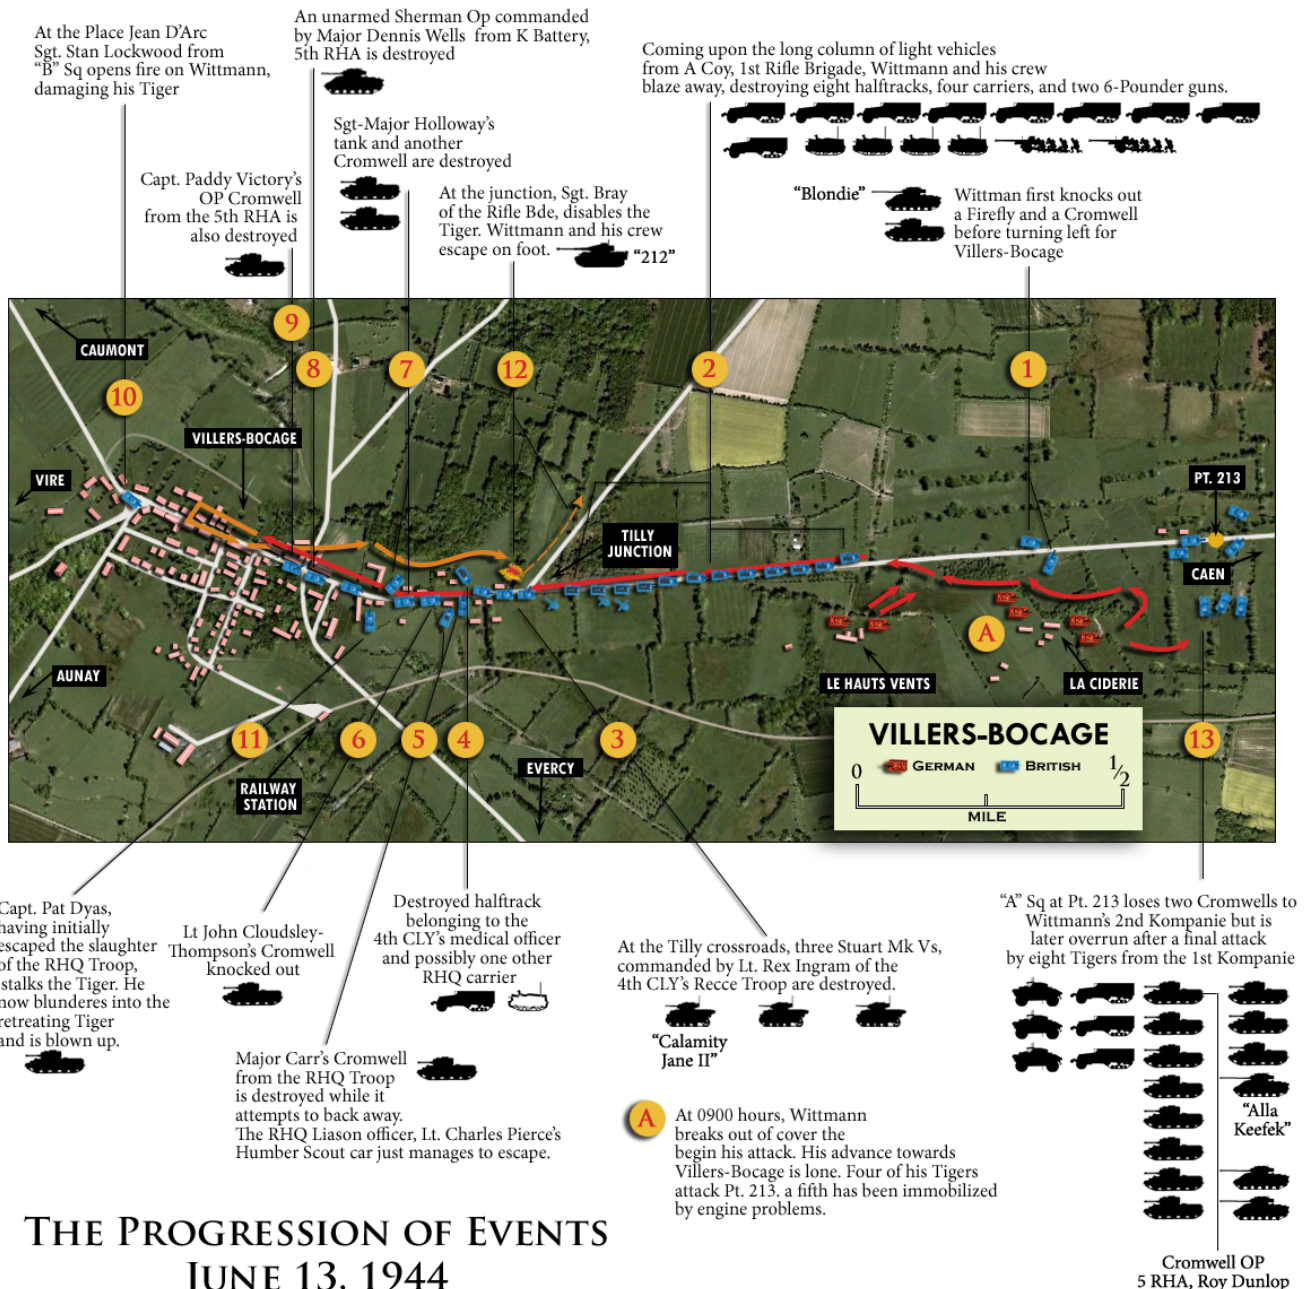 At the Place Jean D'Arc
Sgt. Stan Lockwood from
“B” Sq opens fire on Wittmann,
damaging his Tiger
An unarmed Sherman Op commanded
by Major Dennis Wells from K Battery,
5th RHA is destroyed
Coming upon the long column of light vehicles
from A Coy, 1st Rifle Brigade, Wittmann and his crew
blaze away, destroying eight halftracks, four carriers, and two 6-Pounder guns.
Sgt-Major Holloway's
tank and another
Cromwell are destroyed
Capt. Paddy Victory's
OP Cromwell
from the 5th RHA is
also destroyed
At the junction, Sgt. Bray
of the Rifle Bde, disables the
Tiger. Wittmann and his crew
escape on foot.
“212”
“Blondie”
Wittman first knocks out
a Firefly and a Cromwell
before turning left for
Villers-Bocage
9
8
7
12
2
1
10
CAUMONT
VILLERS-BOCAGE
VIRE
PT. 213
TILLY
JUNCTION
CAEN
A
AUNAY
LE HAUTS VENTS
LA CIDERIE
11
6
5
4
3
13
RAILWAY
STATION
EVERCY
VILLERS-BOCAGE
0
GERMAN
BRITISH
1/2
MILE
Capt. Pat Dyas,
having initially
escaped the slaughter
of the RHQ Troop,
stalks the Tiger. He
now blunderes into the
retreating Tiger
and is blown up.
Lt John Cloudsley-
Thompson's Cromwell
knocked out
Destroyed halftrack
belonging to the
4th CLY's medical officer
and possibly one other
RHQ carrier
Major Carr's Cromwell
from the RHQ Troop
is destroyed while it
attempts to back away.
The RHQ Liason officer, Lt. Charles Pierce's
Humber Scout car just manages to escape.
At the Tilly crossroads, three Stuart Mk Vs,
commanded by Lt. Rex Ingram of the
4th CLY's Recce Troop are destroyed.
“Calamity
Jane II”
“A” Sq at Pt. 213 loses two Cromwells to
Wittmann's 2nd Kompanie but is
later overrun after a final attack
by eight Tigers from the 1st Kompanie
“Alla
Keefek”
Cromwell OP
5 RHA, Roy Dunlop
A
At 0900 hours, Wittmann
breaks out of cover the
begin his attack. His advance towards
Villers-Bocage is lone. Four of his Tigers
attack Pt. 213. a fifth has been immobilized
by engine problems.
THE PROGRESSION OF EVENTS
JUNE 13, 1944